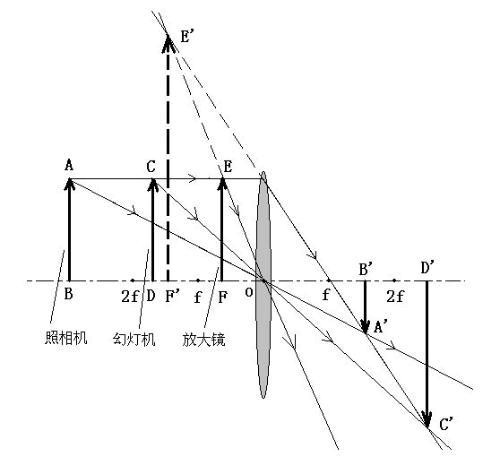 E'
A C E
B 2f D F' f F O f B' 2f D'
A'
照相机 幻灯机 放大镜
C'